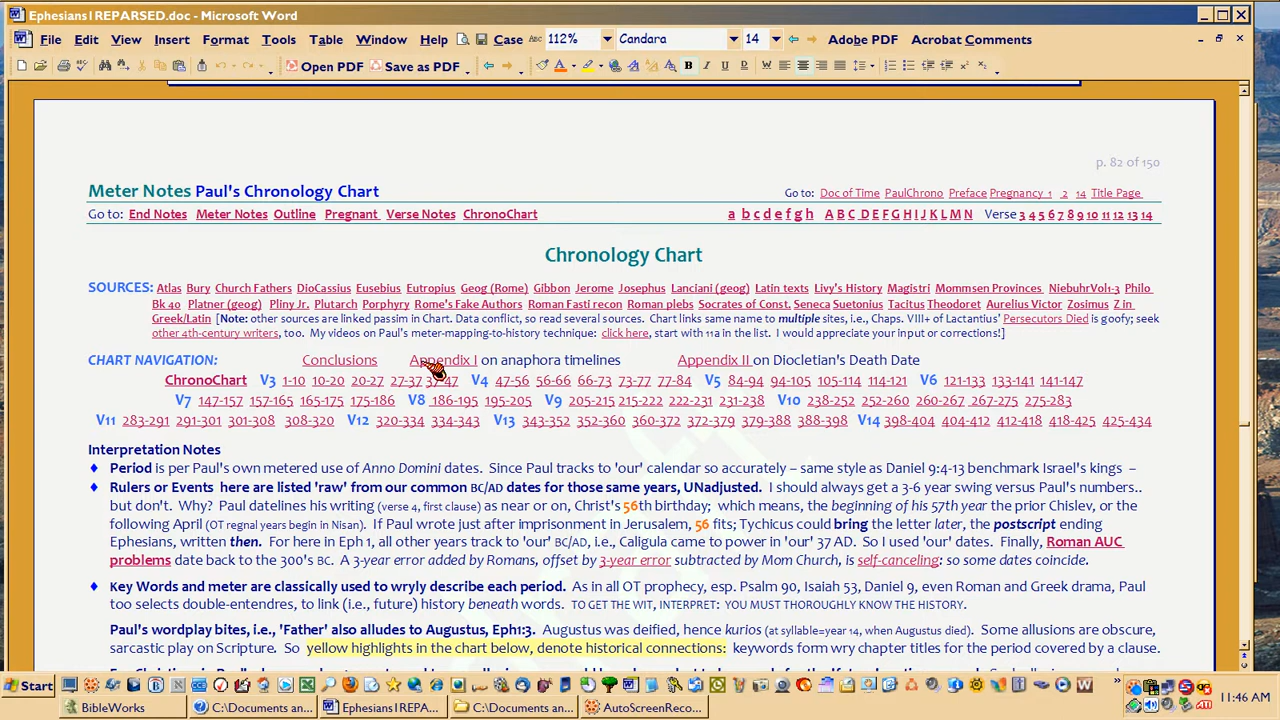 Ephesians1REPARSED.doc - Microsoft Word
File Edit View Insert Format Tools Table Window Help Case 112% Candara 14 Adobe PDF Acrobat Comments
Open PDF Save as PDF
p. 82 of 150
Meter Notes Paul's Chronology Chart Go to: Doc of Time PaulChrono Preface Pregnancy 1 2 14 Title Page
Go to: End Notes Meter Notes Outline Pregnant Verse Notes ChronoChart a b c d e f g h A B C D E F G H I J K L M N Verse 3 4 5 6 7 8 9 10 11 12 13 14
Chronology Chart
SOURCES: Atlas Bury Church Fathers DioCassius Eusebius Eutropius Geog (Rome) Gibbon Jerome Josephus Lanciani (geog) Latin texts Livy's History Magistri Mommsen Provinces NiebuhrVol1-3 Philo
Bk 40 Platner (geog) Pliny Jr. Plutarch Porphyry Rome's Fake Authors Roman Fasti recon Roman plebs Socrates of Const. Seneca Suetonius Tacitus Theodoret Aurelius Victor Zosimus Z in
Greek/Latin [Note: other sources are linked passim in Chart. Data conflict, so read several sources. Chart links same name to multiple sites, i.e., Chaps. VIII+ of Lactantius' Persecutors Died is goofy; seek
other 4th-century writers, too. My videos on Paul's meter-mapping-to-history technique: click here, start with 11a in the list. I would appreciate your input or corrections!]
CHART NAVIGATION: Conclusions Appendix I on anaphora timelines Appendix II on Diocletian's Death Date
ChronoChart V3 1-10 10-20 20-27 27-37 37-47 V4 47-56 56-66 66-73 73-77 77-84 V5 84-94 94-105 105-114 114-121 V6 121-133 133-141 141-147
V7 147-157 157-165 165-175 175-186 V8 186-195 195-205 V9 205-215 215-222 222-231 231-238 V10 238-252 252-260 260-267 267-275 275-283
V11 283-291 291-301 301-308 308-320 V12 320-334 334-343 V13 343-352 352-360 360-372 372-379 379-388 388-398 V14 398-404 404-412 412-418 418-425 425-434
Interpretation Notes
♦ Period is per Paul's own metered use of Anno Domini dates. Since Paul tracks to 'our' calendar so accurately – same style as Daniel 9:4-13 benchmark Israel's kings –
♦ Rulers or Events here are listed 'raw' from our common BC/AD dates for those same years, UNadjusted. I should always get a 3-6 year swing versus Paul's numbers..
but don't. Why? Paul datelines his writing (verse 4, first clause) as near or on, Christ's 56th birthday; which means, the beginning of his 57th year the prior Chislev, or the
following April (OT regnal years begin in Nisan). If Paul wrote just after imprisonment in Jerusalem, 56 fits; Tychicus could bring the letter later, the postscript ending
Ephesians, written then. For here in Eph 1, all other years track to 'our' BC/AD, i.e., Caligula came to power in 'our' 37 AD. So I used 'our' dates. Finally, Roman AUC
problems date back to the 300's BC. A 3-year error added by Romans, offset by 3-year error subtracted by Mom Church, is self-canceling: so some dates coincide.
♦ Key Words and meter are classically used to wryly describe each period. As in all OT prophecy, esp. Psalm 90, Isaiah 53, Daniel 9, even Roman and Greek drama, Paul
too selects double-entendres, to link (i.e., future) history beneath words. TO GET THE WIT, INTERPRET: YOU MUST THOROUGHLY KNOW THE HISTORY.
Paul's wordplay bites, i.e., 'Father' also alludes to Augustus, Eph1:3. Augustus was deified, hence kurios (at syllable=year 14, when Augustus died). Some allusions are obscure,
sarcastic play on Scripture. So yellow highlights in the chart below, denote historical connections: keywords form wry chapter titles for the period covered by a clause.
Start 11:46 AM
BibleWorks C:\Documents an... Ephesians1REPA... C:\Documents an... AutoScreenReco...